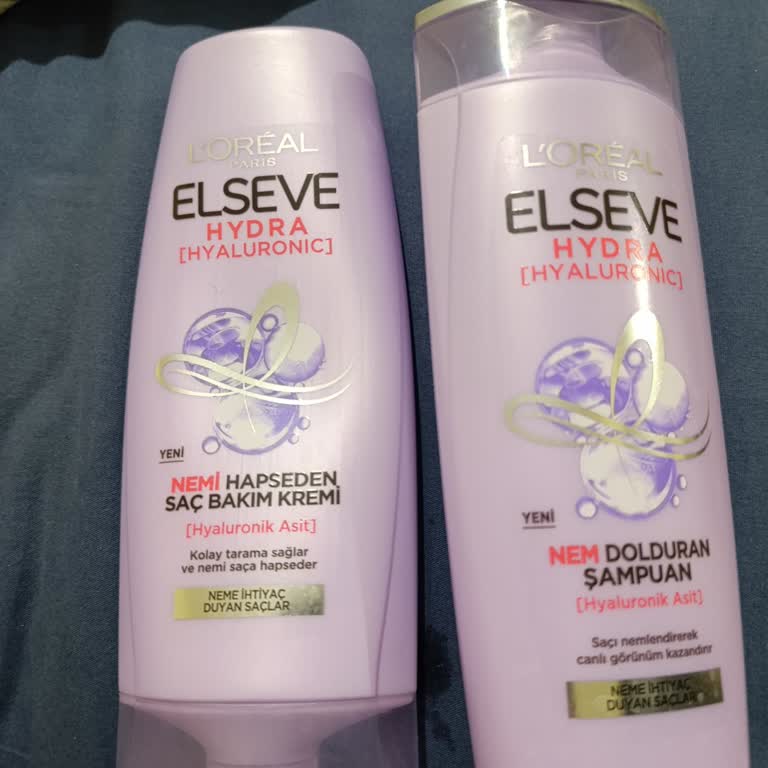 L'ORÉAL
PARIS
ELSEVE
HYDRA
[HYALURONIC]
YENİ
NEMİ HAPSEDEN
SAÇ BAKIM KREMİ
[Hyaluronik Asit]
Kolay tarama sağlar
ve nemi saça hapseder
NEME İHTİYAÇ
DUYAN SAÇLAR
L'ORÉAL
PARIS
ELSEVE
HYDRA
[HYALURONIC]
YENİ
NEM DOLDURAN
ŞAMPUAN
[Hyaluronik Asit]
Saçı nemlendirerek
canlı görünüm kazandırır
NEME İHTİYAÇ
DUYAN SAÇLAR